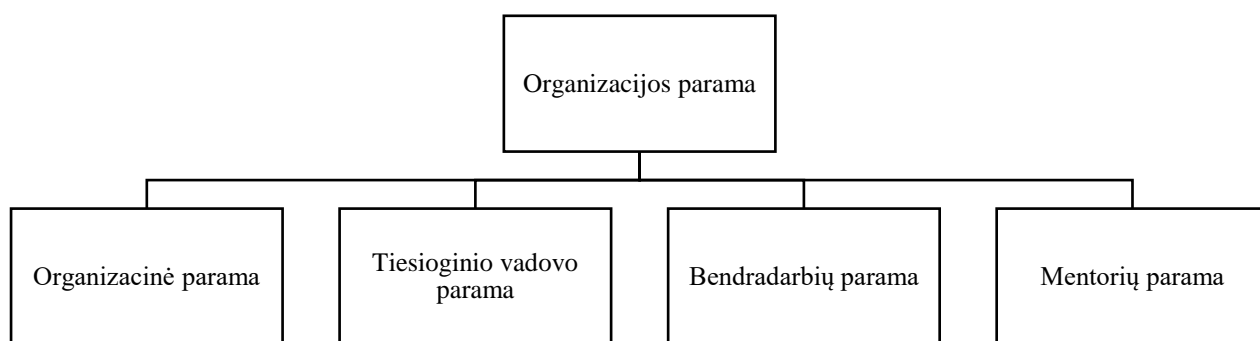 Organizacijos parama
Organizacinė parama
Tiesioginio vadovo
parama
Bendradarbių parama
Mentorių parama